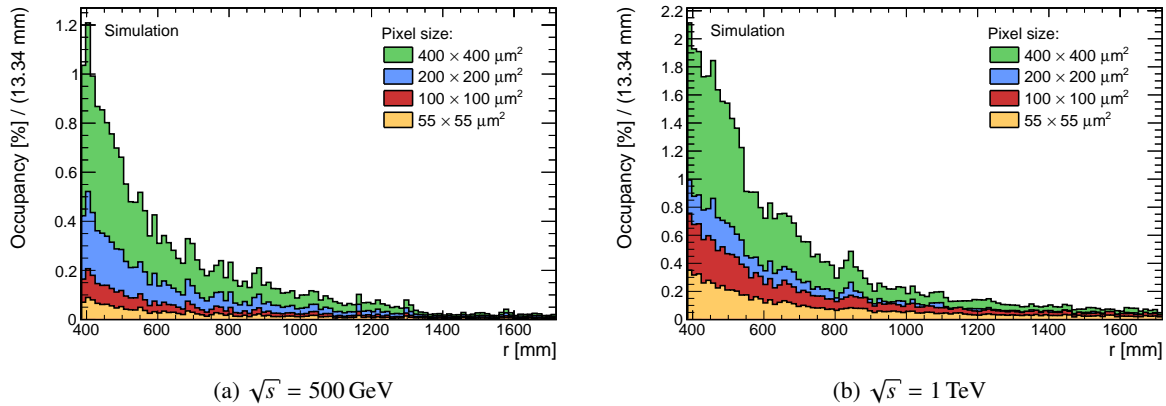 Occupancy [%] / (13.34 mm)
Simulation
Pixel size:
400 × 400 μm²
200 × 200 μm²
100 × 100 μm²
55 × 55 μm²
1.2
1
0.8
0.6
0.4
0.2
0
400 600 800 1000 1200 1400 1600
r [mm]
(a) √s = 500 GeV
Occupancy [%] / (13.34 mm)
Simulation
Pixel size:
400 × 400 μm²
200 × 200 μm²
100 × 100 μm²
55 × 55 μm²
2.2
2
1.8
1.6
1.4
1.2
1
0.8
0.6
0.4
0.2
0
400 600 800 1000 1200 1400 1600
r [mm]
(b) √s = 1 TeV